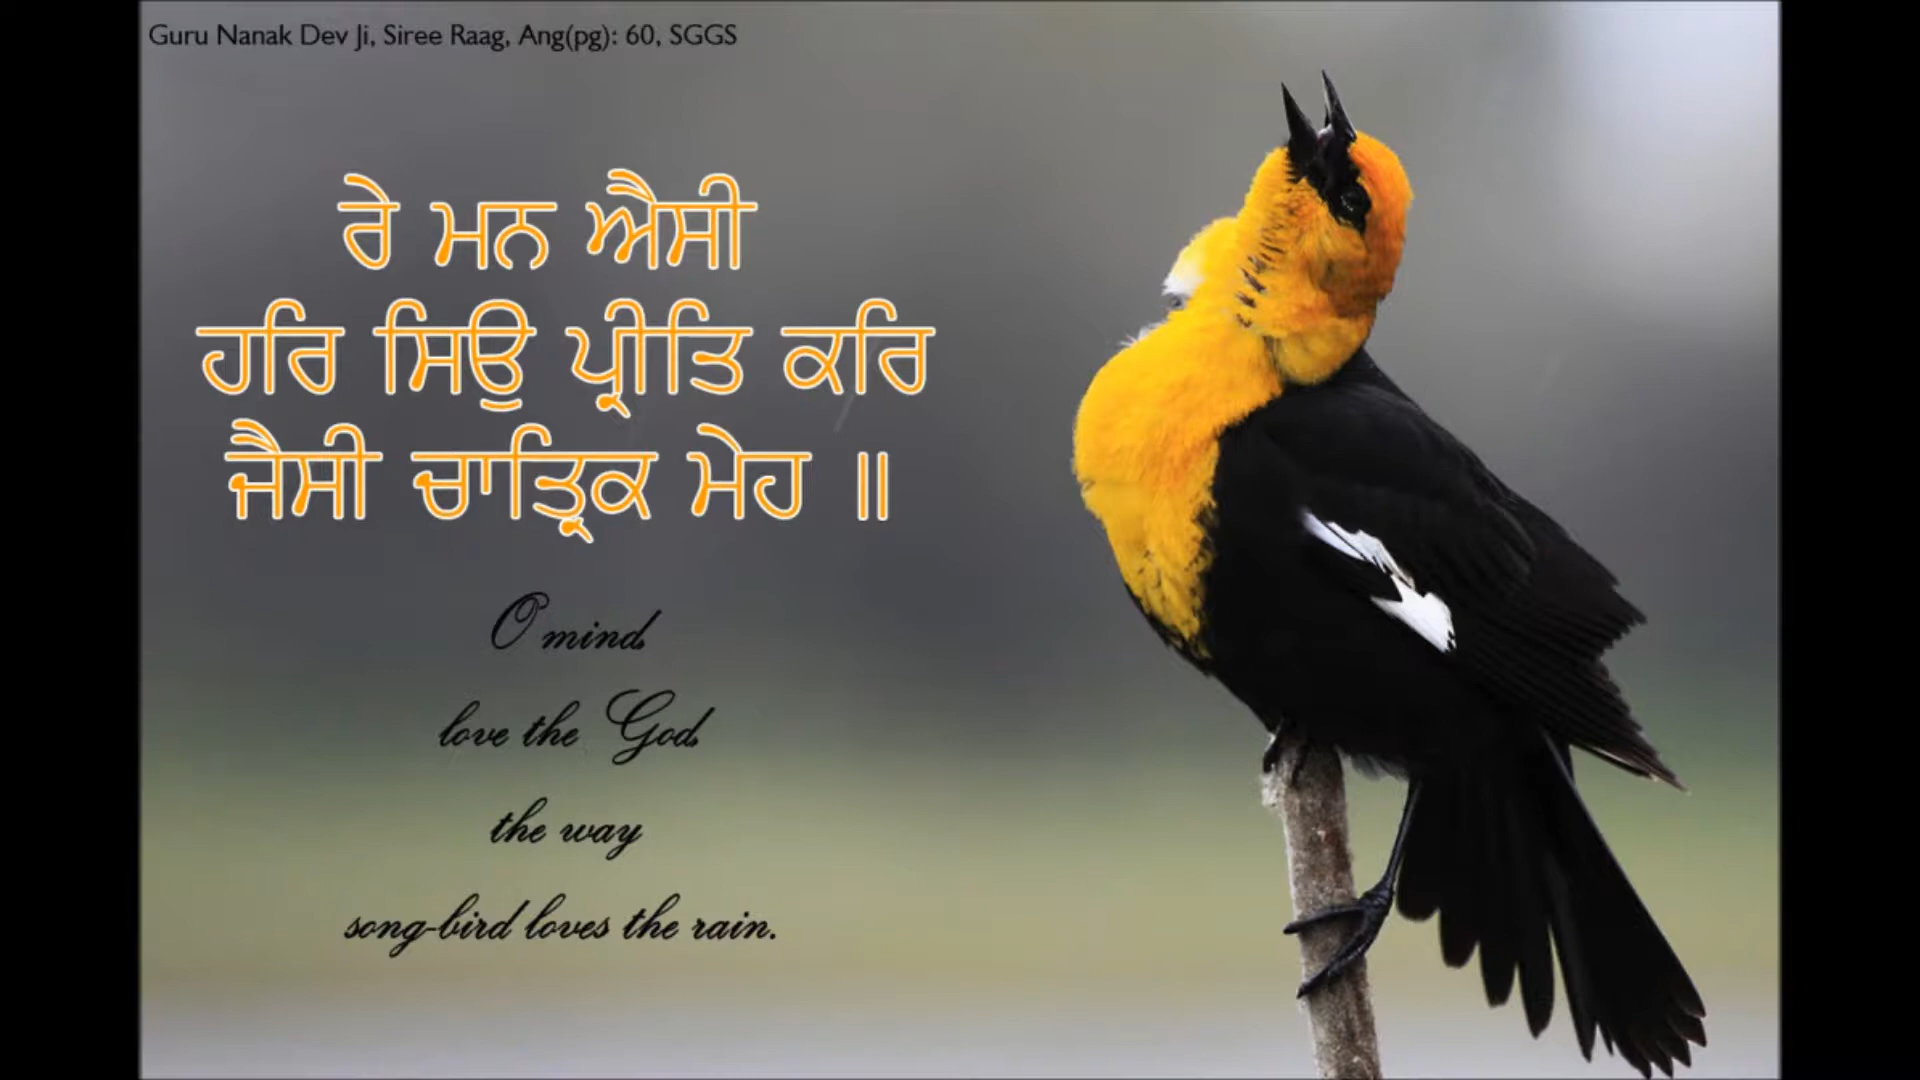 Guru Nanak Dev Ji, Siree Raag, Ang(pg): 60, SGGS
ਰੇ ਮਨ ਐਸੀ
ਹਰਿ ਸਿਉ ਪ੍ਰੀਤਿ ਕਰਿ
ਜੈਸੀ ਚਾਤ੍ਰਿਕ ਮੇਹ ॥
O mind,
love the God,
the way
song-bird loves the rain.